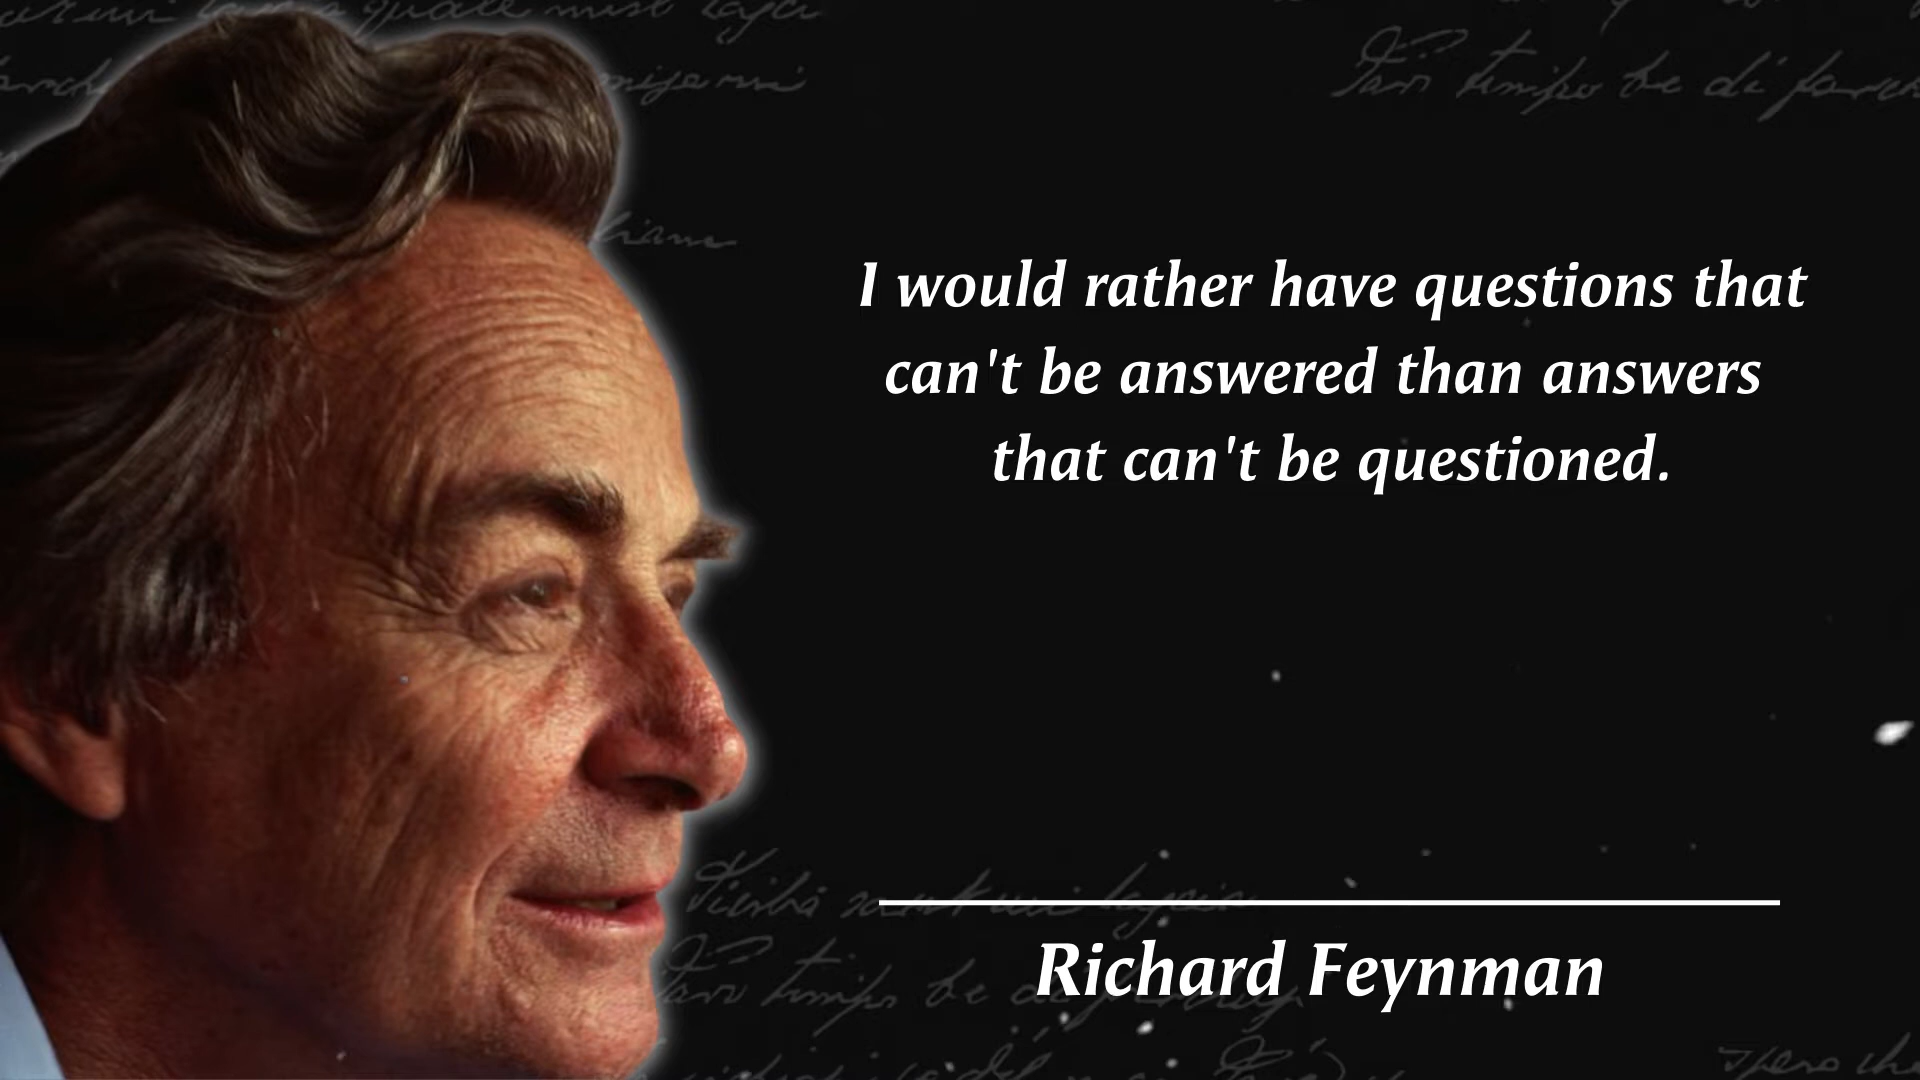 I would rather have questions that
can't be answered than answers
that can't be questioned.
Richard Feynman